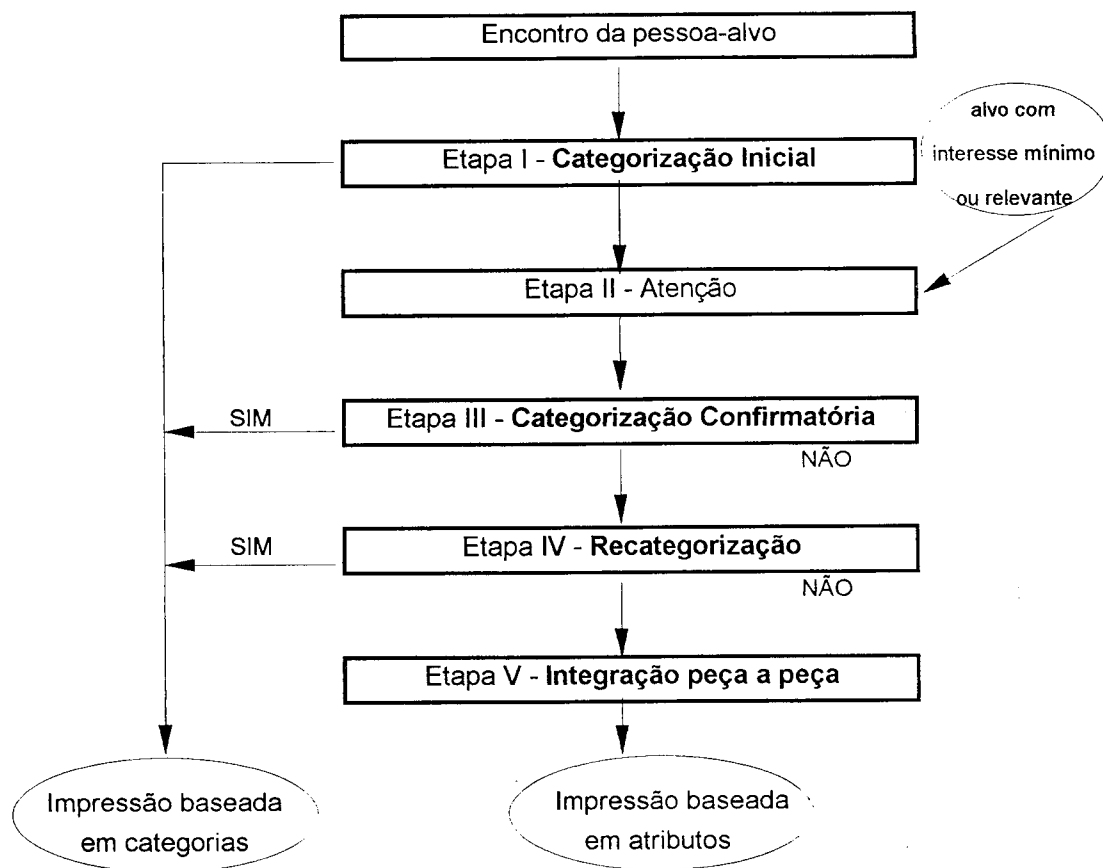 Encontro da pessoa-alvo
alvo com
interesse mínimo
ou relevante
Etapa I - Categorização Inicial
Etapa II - Atenção
SIM
Etapa III - Categorização Confirmatória
NÃO
SIM
Etapa IV - Recategorização
NÃO
Etapa V - Integração peça a peça
Impressão baseada
em categorias
Impressão baseada
em atributos